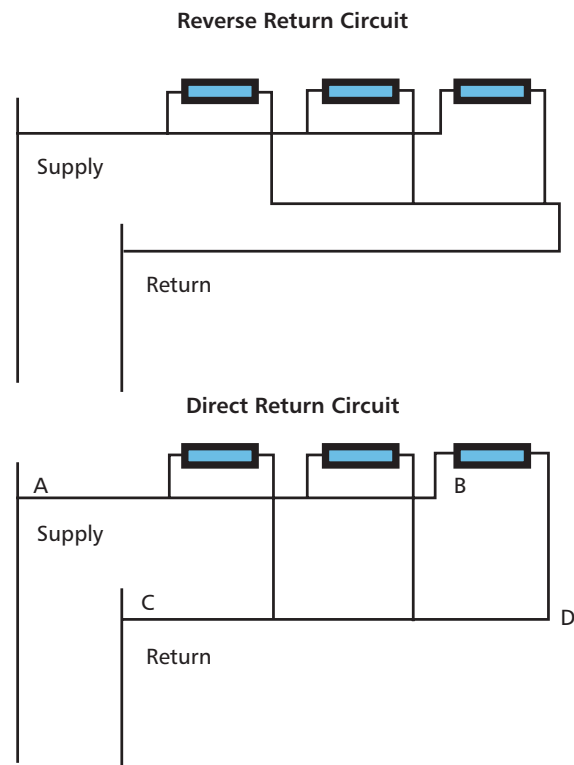 Reverse Return Circuit
Supply
Return
Direct Return Circuit
A
B
Supply
C
D
Return